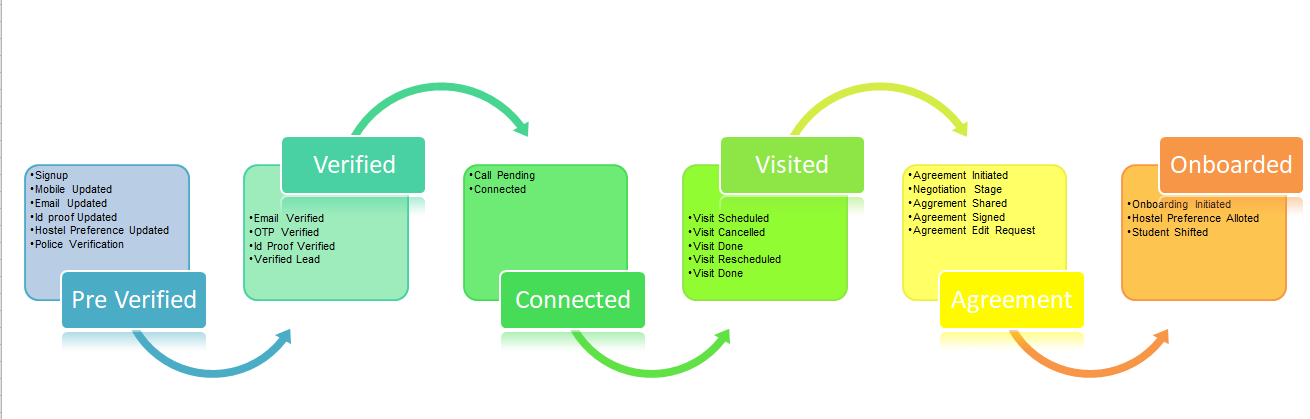 •Signup
•Mobile Updated
•Email Updated
•Id proof Updated
•Hostel Preference Updated
•Police Verification
Pre Verified
Verified
•Email Verified
•OTP Verified
•Id Proof Verified
•Verified Lead
•Call Pending
•Connected
Connected
Visited
•Visit Scheduled
•Visit Cancelled
•Visit Done
•Visit Rescheduled
•Visit Done
•Agreement Initiated
•Negotiation Stage
•Aggrement Shared
•Agreement Signed
•Agreement Edit Request
Agreement
Onboarded
•Onboarding Initiated
•Hostel Preference Alloted
•Student Shifted